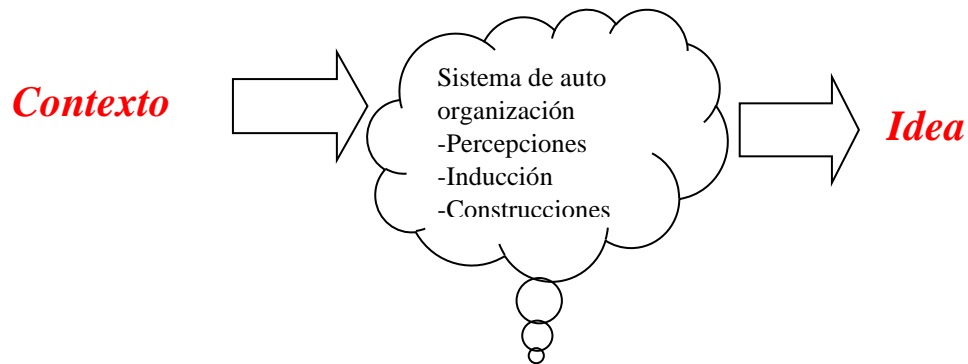 Contexto
Sistema de auto
organización
-Percepciones
-Inducción
-Construcciones
Idea